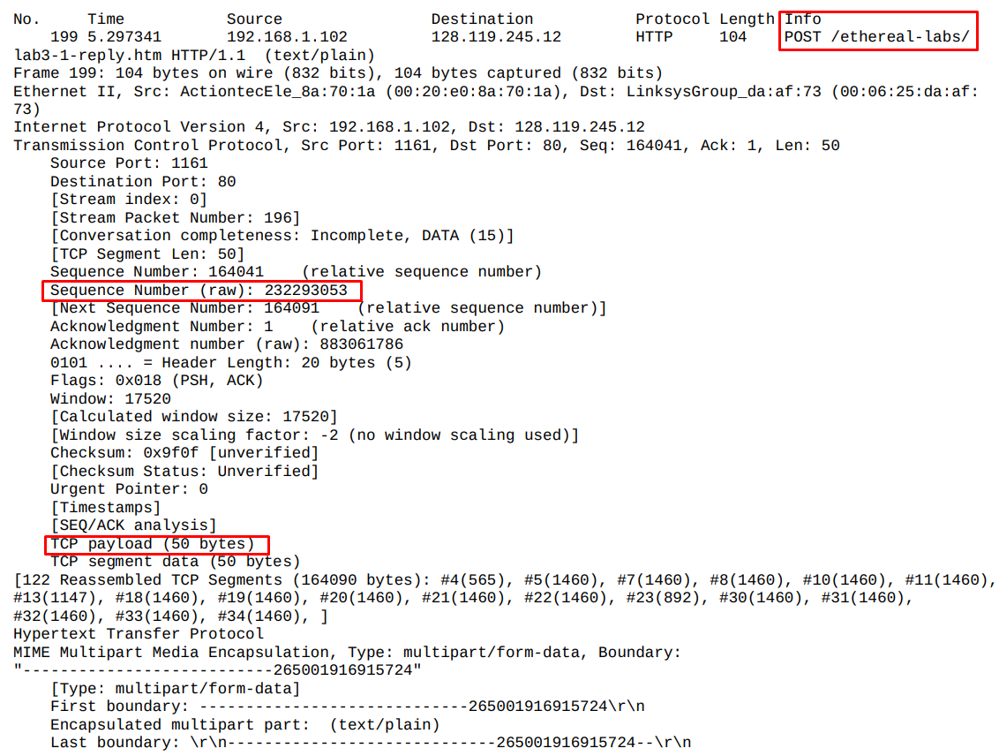 No.     Time           Source                Destination           Protocol Length Info
    199 5.297341       192.168.1.102         128.119.245.12        HTTP     104    POST /ethereal-labs/
lab3-1-reply.htm HTTP/1.1  (text/plain)
Frame 199: 104 bytes on wire (832 bits), 104 bytes captured (832 bits)
Ethernet II, Src: ActiontecEle_8a:70:1a (00:20:e0:8a:70:1a), Dst: LinksysGroup_da:af:73 (00:06:25:da:af:
73)
Internet Protocol Version 4, Src: 192.168.1.102, Dst: 128.119.245.12
Transmission Control Protocol, Src Port: 1161, Dst Port: 80, Seq: 164041, Ack: 1, Len: 50
    Source Port: 1161
    Destination Port: 80
    [Stream index: 0]
    [Stream Packet Number: 196]
    [Conversation completeness: Incomplete, DATA (15)]
    [TCP Segment Len: 50]
    Sequence Number: 164041    (relative sequence number)
    Sequence Number (raw): 232293053
    [Next Sequence Number: 164091    (relative sequence number)]
    Acknowledgment Number: 1    (relative ack number)
    Acknowledgment number (raw): 883061786
    0101 .... = Header Length: 20 bytes (5)
    Flags: 0x018 (PSH, ACK)
    Window: 17520
    [Calculated window size: 17520]
    [Window size scaling factor: -2 (no window scaling used)]
    Checksum: 0x9f0f [unverified]
    [Checksum Status: Unverified]
    Urgent Pointer: 0
    [Timestamps]
    [SEQ/ACK analysis]
    TCP payload (50 bytes)
    TCP segment data (50 bytes)
[122 Reassembled TCP Segments (164090 bytes): #4(565), #5(1460), #7(1460), #8(1460), #10(1460), #11(1460),
#13(1147), #18(1460), #19(1460), #20(1460), #21(1460), #22(1460), #23(892), #30(1460), #31(1460),
#32(1460), #33(1460), #34(1460), ]
Hypertext Transfer Protocol
MIME Multipart Media Encapsulation, Type: multipart/form-data, Boundary:
"---------------------------265001916915724"
    [Type: multipart/form-data]
    First boundary: -----------------------------265001916915724\r\n
    Encapsulated multipart part:  (text/plain)
    Last boundary: \r\n-----------------------------265001916915724--\r\n